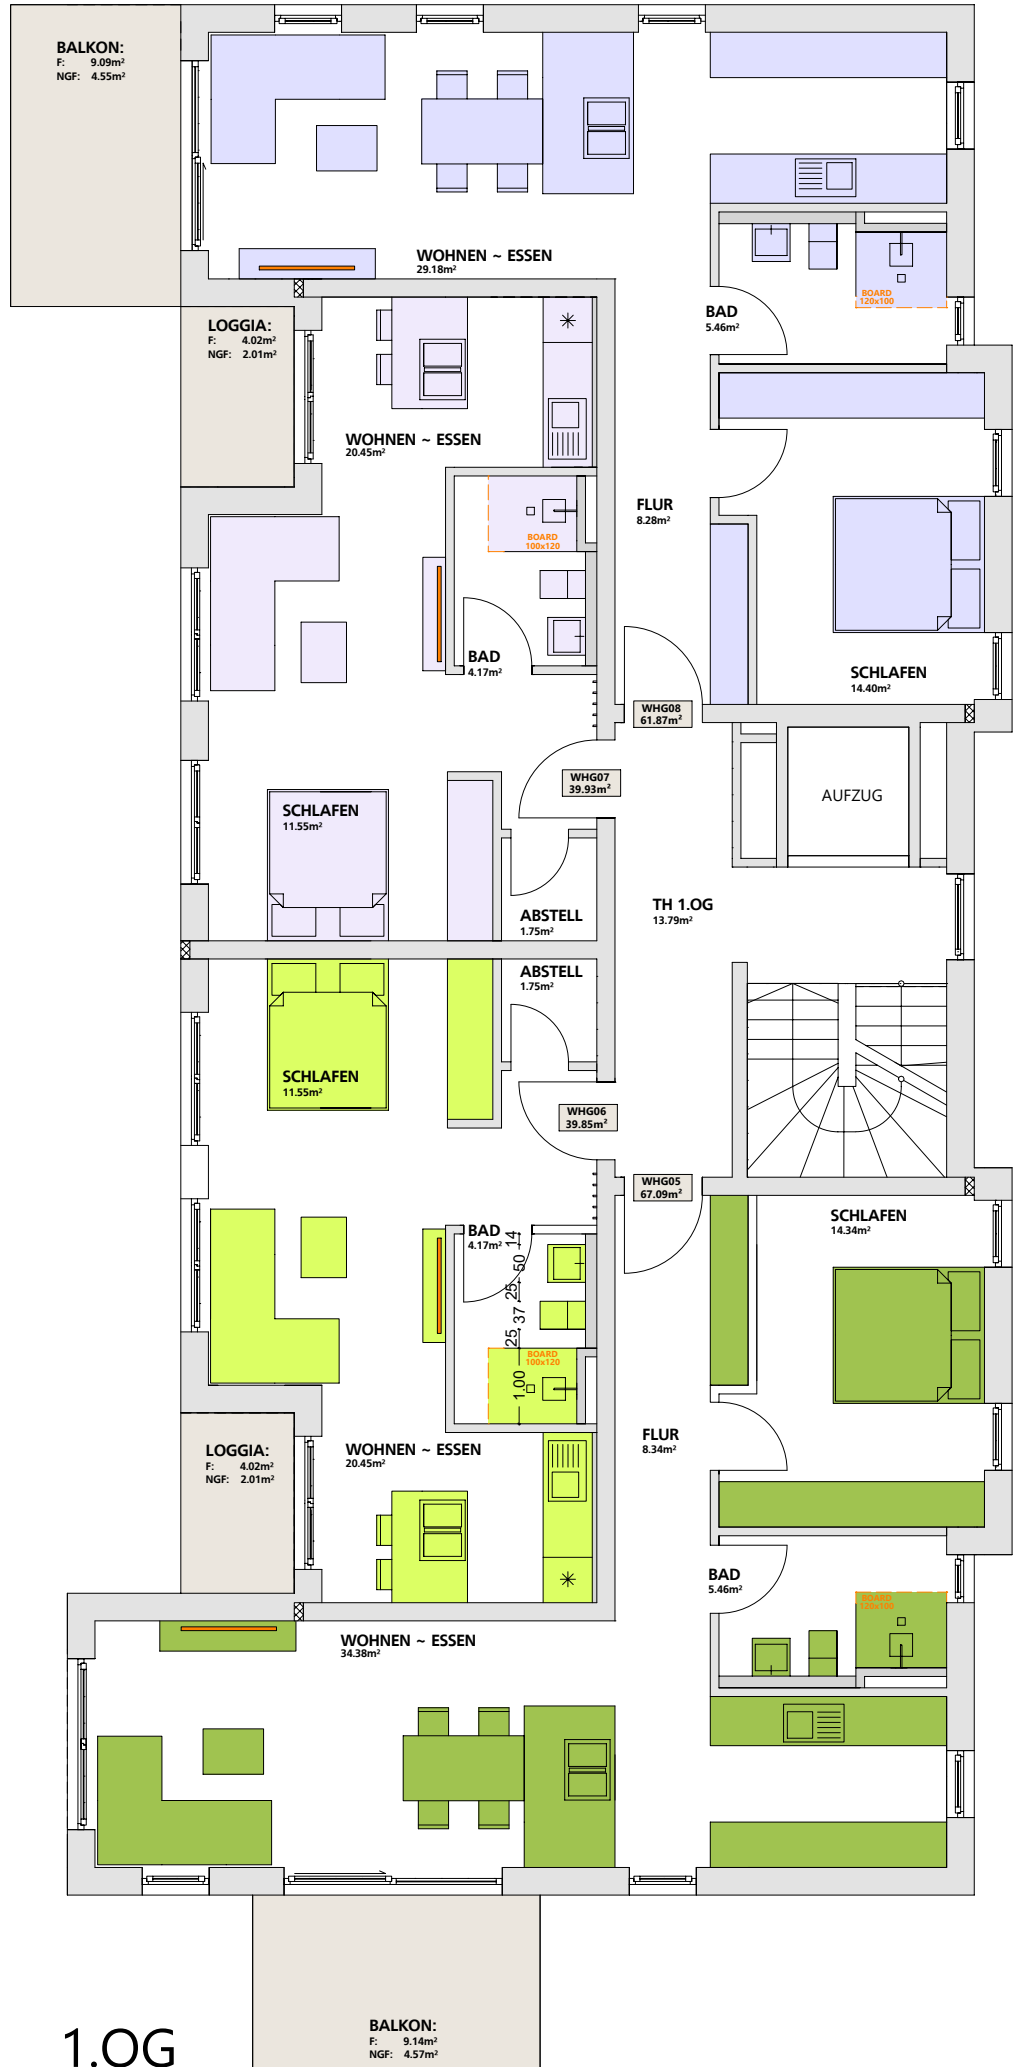 BALKON:
F: 9.09m²
NGF: 4.55m²
WOHNEN ~ ESSEN
29.18m²
BOARD
120x100
BAD
5.46m²
LOGGIA:
F: 4.02m²
NGF: 2.01m²
WOHNEN ~ ESSEN
20.45m²
FLUR
8.28m²
BOARD
100x120
BAD
4.17m²
SCHLAFEN
14.40m²
WHG08
61.87m²
WHG07
39.93m²
AUFZUG
SCHLAFEN
11.55m²
ABSTELL
1.75m²
TH 1.OG
13.79m²
ABSTELL
1.75m²
SCHLAFEN
11.55m²
WHG06
39.85m²
WHG05
67.09m²
SCHLAFEN
14.34m²
BAD
4.17m²
14
50
25
37
25
1.00
BOARD
100x120
FLUR
8.34m²
LOGGIA:
F: 4.02m²
NGF: 2.01m²
WOHNEN ~ ESSEN
20.45m²
BAD
5.46m²
BOARD
120x100
WOHNEN ~ ESSEN
34.38m²
BALKON:
F: 9.14m²
NGF: 4.57m²
1.OG